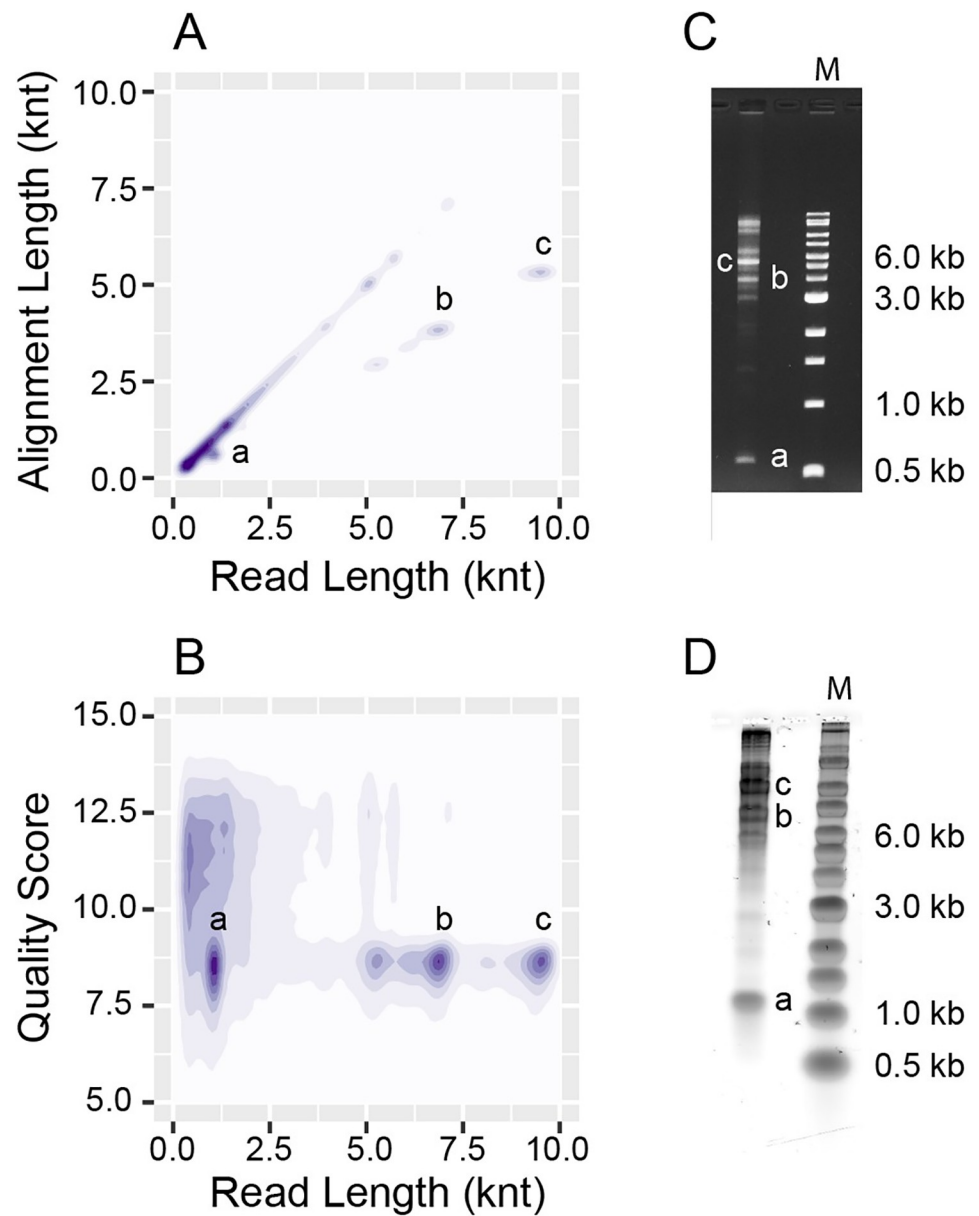 A
Alignment Length (knt)
10.0
7.5
5.0
2.5
0.0
c
b
a
0.0 2.5 5.0 7.5 10.0
Read Length (knt)
C
M
6.0 kb
c
b
3.0 kb
1.0 kb
a
0.5 kb
B
Quality Score
15.0
12.5
10.0
7.5
5.0
a b c
0.0 2.5 5.0 7.5 10.0
Read Length (knt)
D
M
c
b
6.0 kb
3.0 kb
a
1.0 kb
0.5 kb